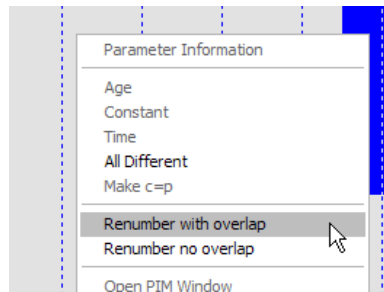 Parameter Information
Age
Constant
Time
All Different
Make c=p
Renumber with overlap
Renumber no overlap
Open PIM Window